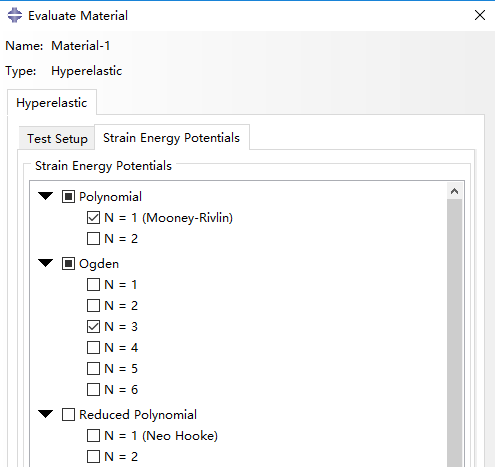 Evaluate Material
Name: Material-1
Type: Hyperelastic
Hyperelastic
Test Setup Strain Energy Potentials
Strain Energy Potentials
Polynomial
N = 1 (Mooney-Rivlin)
N = 2
Ogden
N = 1
N = 2
N = 3
N = 4
N = 5
N = 6
Reduced Polynomial
N = 1 (Neo Hooke)
N = 2